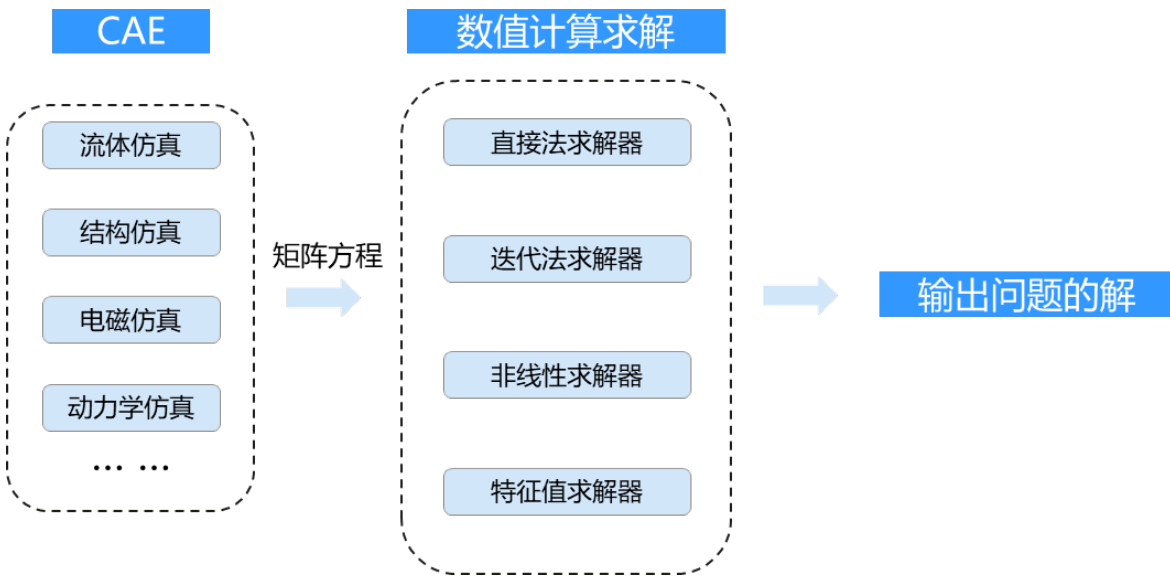 CAE
流体仿真
结构仿真
电磁仿真
动力学仿真
... ...
矩阵方程
数值计算求解
直接法求解器
迭代法求解器
非线性求解器
特征值求解器
输出问题的解